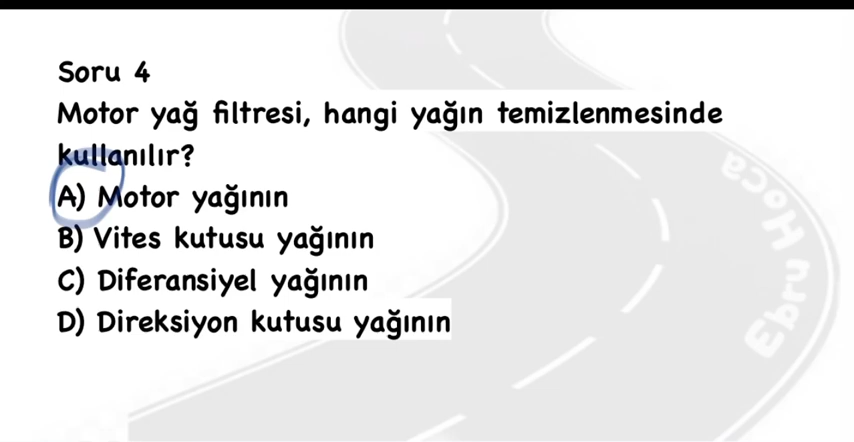 Soru 4
Motor yağ filtresi, hangi yağın temizlenmesinde
kullanılır?
A) Motor yağının
B) Vites kutusu yağının
C) Diferansiyel yağının
D) Direksiyon kutusu yağının
Ebru Hoca